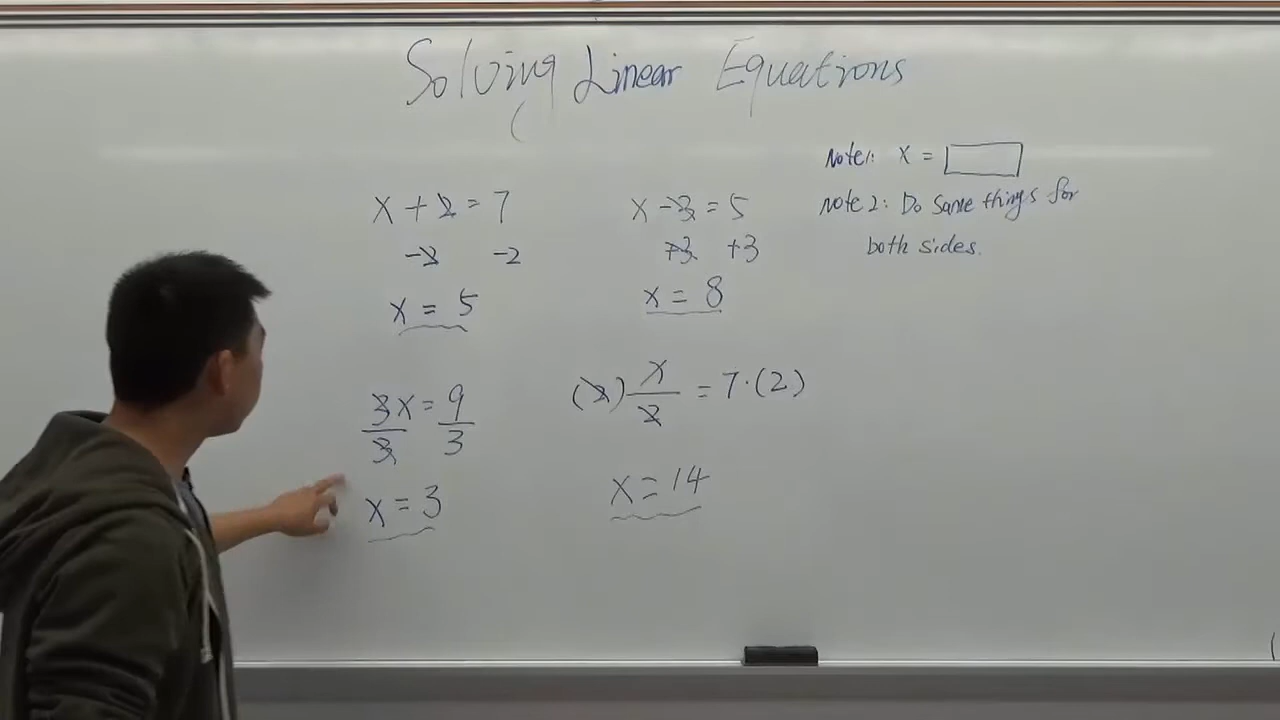 Solving Linear Equations
x + 2 = 7
-2 -2
x = 5
x - 3 = 5
+3 +3
x = 8
Note1: x =
Note 2: Do same things for
both sides.
3x = 9
3 3
x = 3
(2) x = 7·(2)
2
x = 14